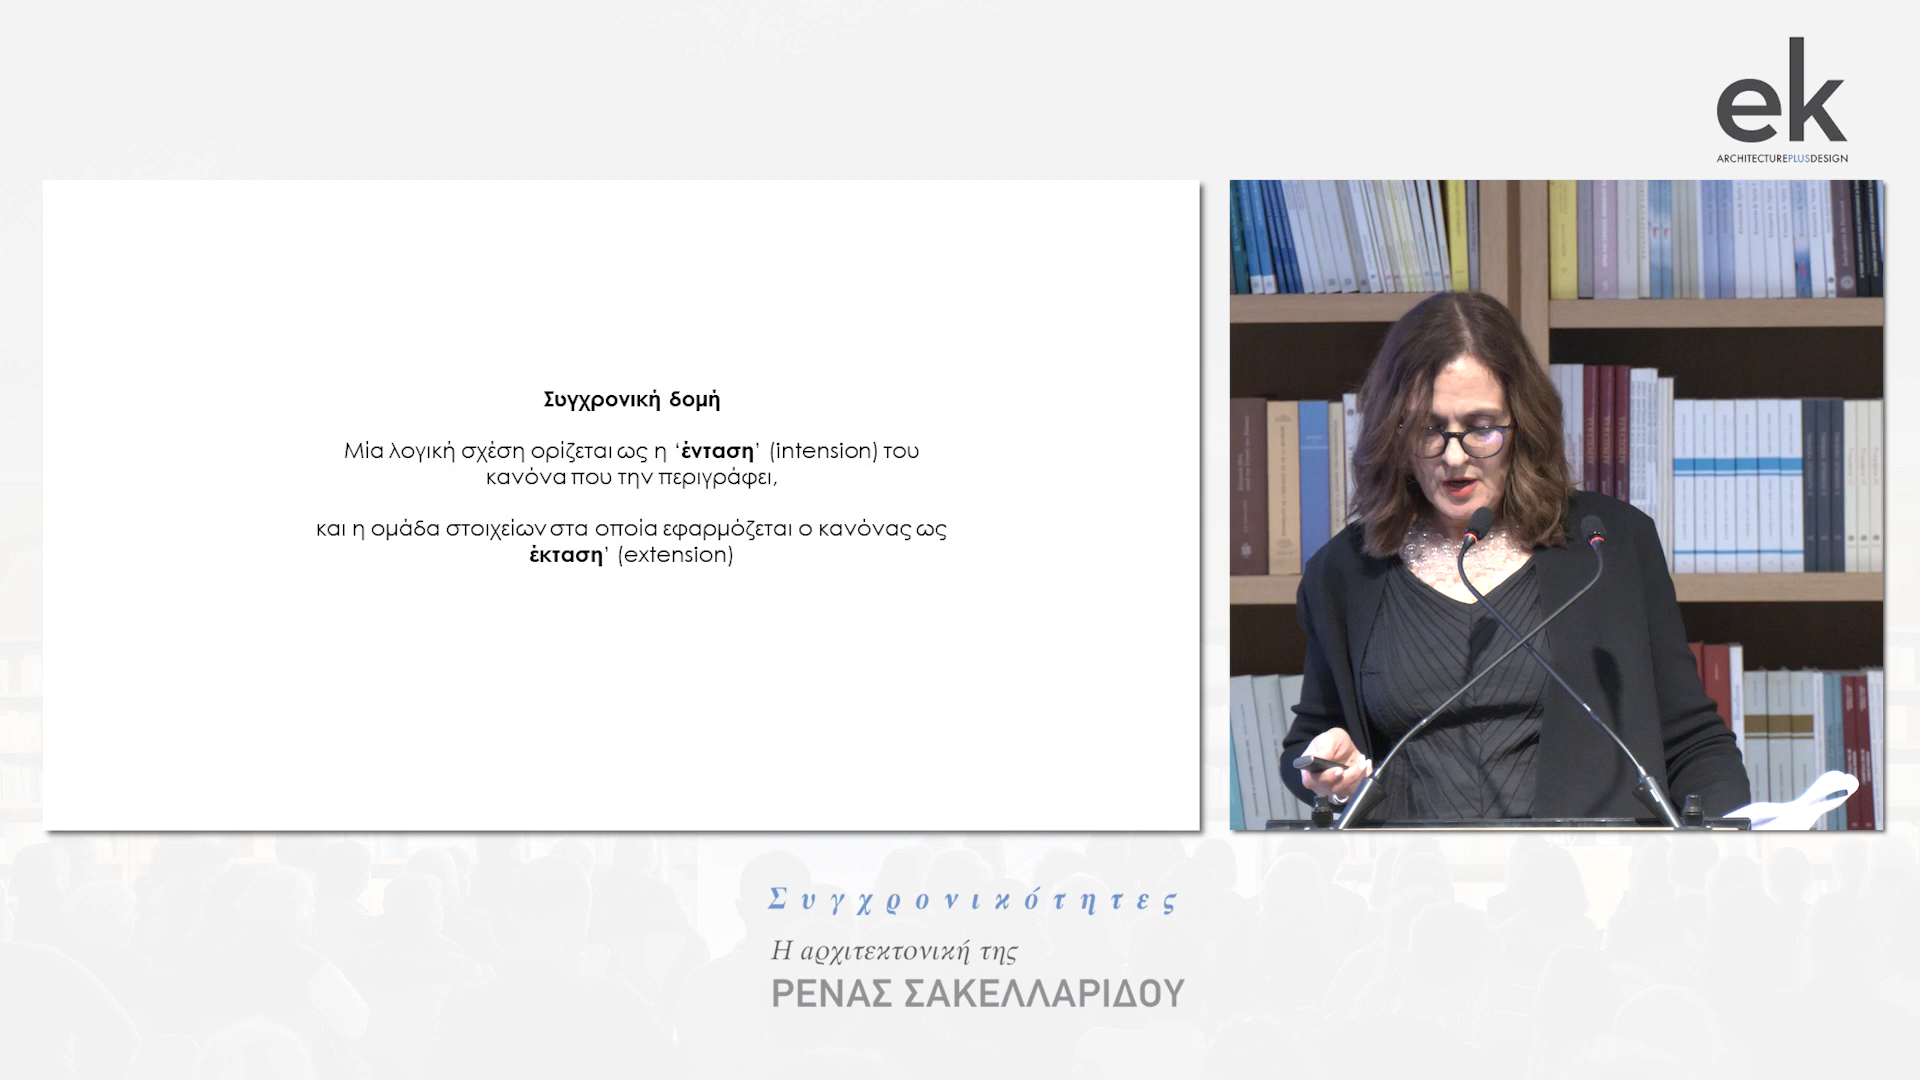 ek
ARCHITECTUREPLUSDESIGN
Συγχρονική δομή
Μία λογική σχέση ορίζεται ως η ‘ένταση’ (intension) του
κανόνα που την περιγράφει,
και η ομάδα στοιχείων στα οποία εφαρμόζεται ο κανόνας ως
έκταση’ (extension)
Συγχρονικότητες
Η αρχιτεκτονική της
ΡΕΝΑΣ ΣΑΚΕΛΛΑΡΙΔΟΥ